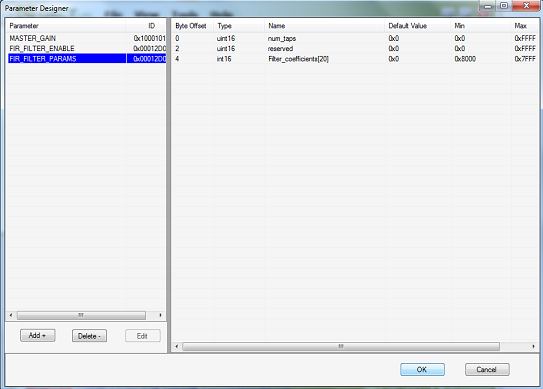 Parameter Designer
Parameter ID
MASTER_GAIN 0x1000101
FIR_FILTER_ENABLE 0x00012D0
FIR_FILTER_PARAMS 0x00012D0
Byte Offset Type Name Default Value Min Max
0 uint16 num_taps 0x0 0x0 0xFFFF
2 uint16 reserved 0x0 0x0 0xFFFF
4 int16 Filter_coefficients[20] 0x0 0x8000 0x7FFF
Add + Delete - Edit
OK Cancel